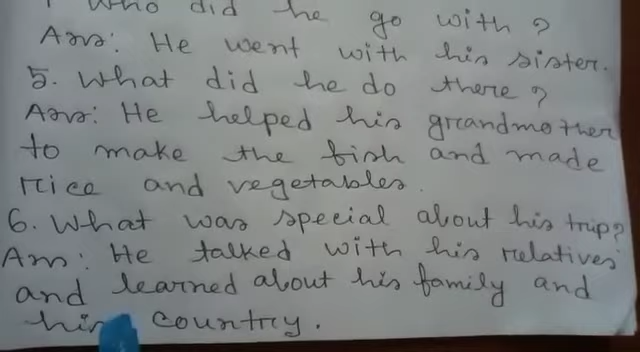 who did he go with?
Ans: He went with his sister.
5. What did he do there?
Ans: He helped his grandmother
to make the fish and made
rice and vegetables.
6. What was special about his trip?
Ans: He talked with his relatives
and learned about his family and
his country.